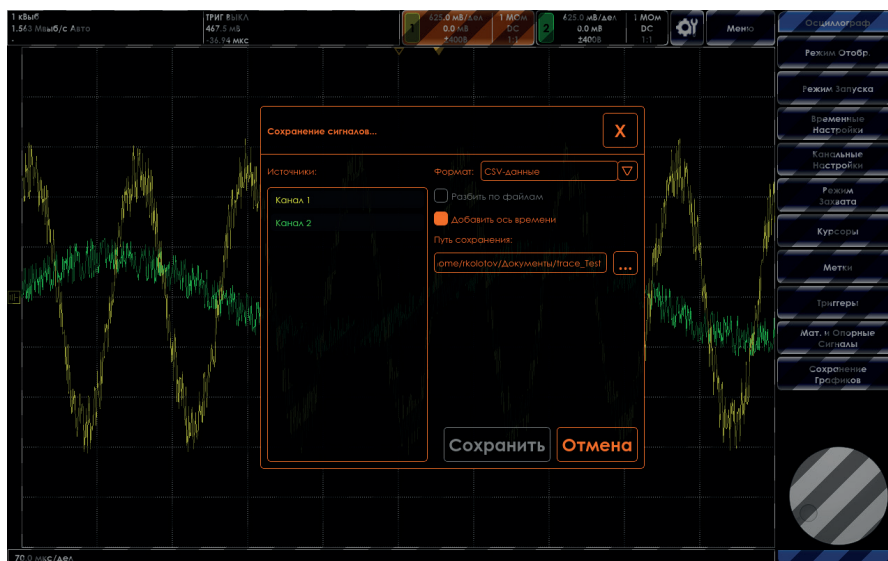 1 кВыб
1.563 Мвыб/с Авто
-
ТРИГ ВЫКЛ
467.5 мВ
-36.94 мкс
1
625.0 мВ/дел
0.0 мВ
±400В
1 МОм
DC
1:1
2
625.0 мВ/дел
0.0 мВ
±400В
1 МОм
DC
1:1
Меню
Осциллограф
Режим Отобр.
Режим Запуска
Временные
Настройки
Канальные
Настройки
Режим
Захвата
Курсоры
Метки
Триггеры
Мат. и Опорные
Сигналы
Сохранение
Графиков
Сохранение сигналов...
X
Источники:
Канал 1
Канал 2
Формат:
CSV-данные
Разбить по файлам
Добавить ось времени
Путь сохранения:
ome/rkolotov/Документы/trace_Test
...
Сохранить
Отмена
70.0 мкс/дел